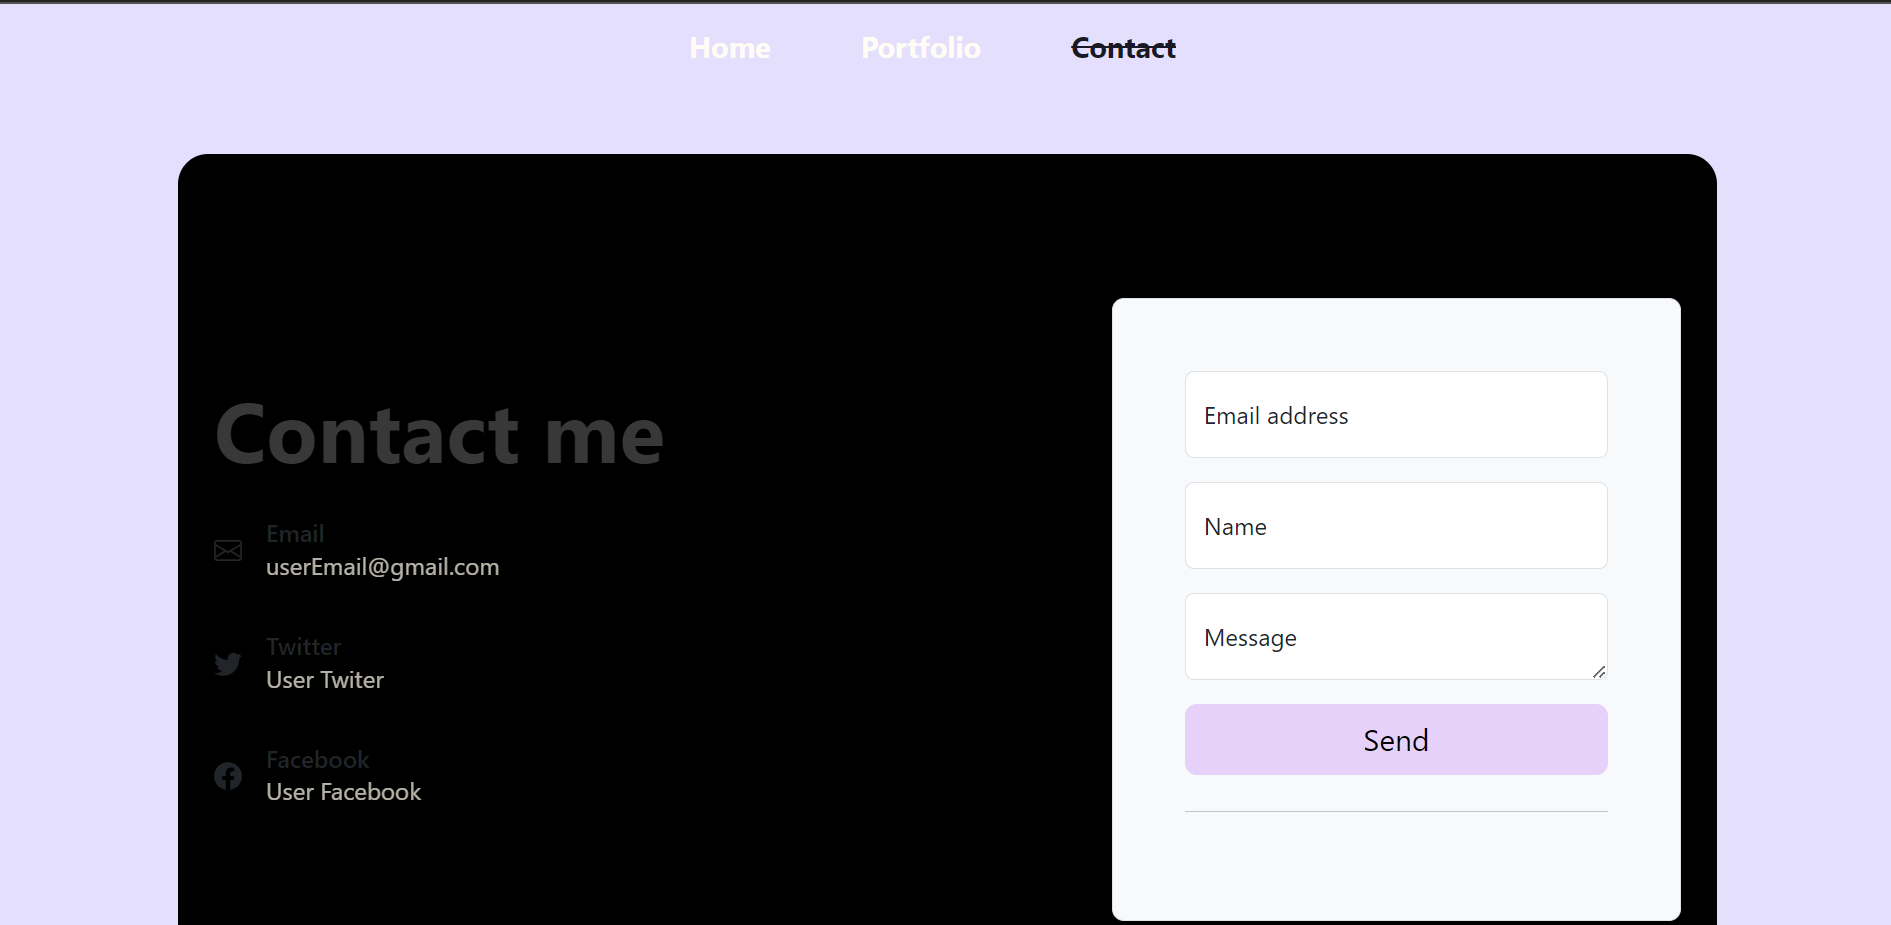 Home Portfolio Contact
Contact me
Email
userEmail@gmail.com
Twitter
User Twiter
Facebook
User Facebook
Email address
Name
Message
Send